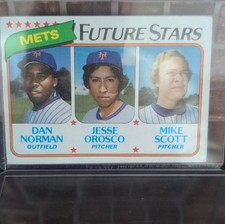 METS FUTURE STARS
DAN NORMAN JESSE OROSCO MIKE SCOTT
OUTFIELD PITCHER PITCHER